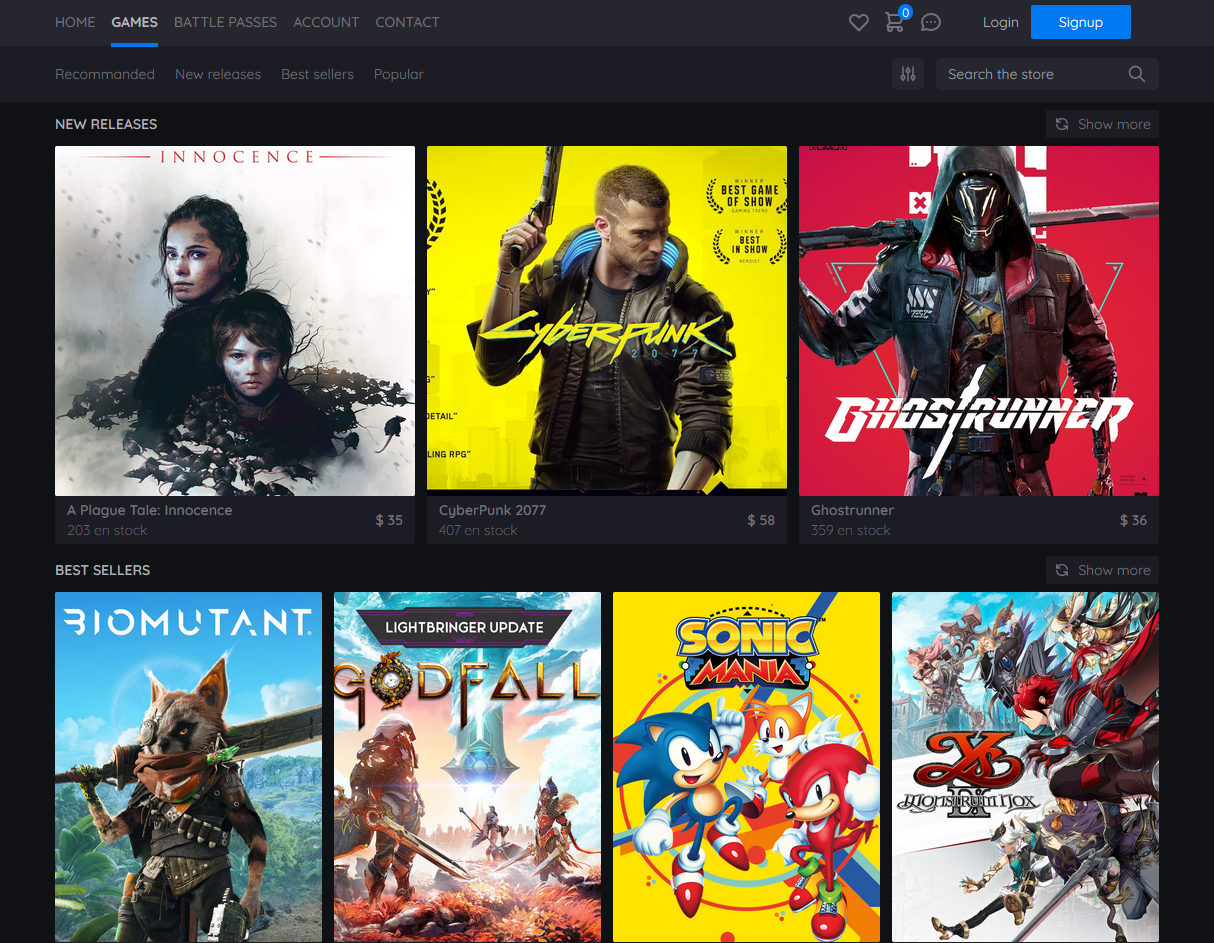 HOME GAMES BATTLE PASSES ACCOUNT CONTACT 0 Login Signup
Recommanded New releases Best sellers Popular Search the store
NEW RELEASES Show more
INNOCENCE
WINNER
BEST GAME
OF SHOW
GAMING TREND
WINNER
BEST
IN SHOW
NERDIST
CYBERPUNK
2077
DETAIL"
LING RPG"
GHOSTRUNNER
A Plague Tale: Innocence
203 en stock
$ 35
CyberPunk 2077
407 en stock
$ 58
Ghostrunner
359 en stock
$ 36
BEST SELLERS Show more
BIOMUTANT
LIGHTBRINGER UPDATE
GODFALL
SONIC
MANIA
TM
YS
IX
MONSTRUM NOX